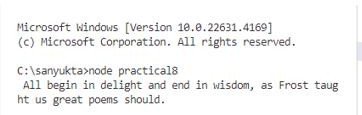 Microsoft Windows [Version 10.0.22631.4169]
(c) Microsoft Corporation. All rights reserved.
C:\sanyukta>node practical8
All begin in delight and end in wisdom, as Frost taug
ht us great poems should.